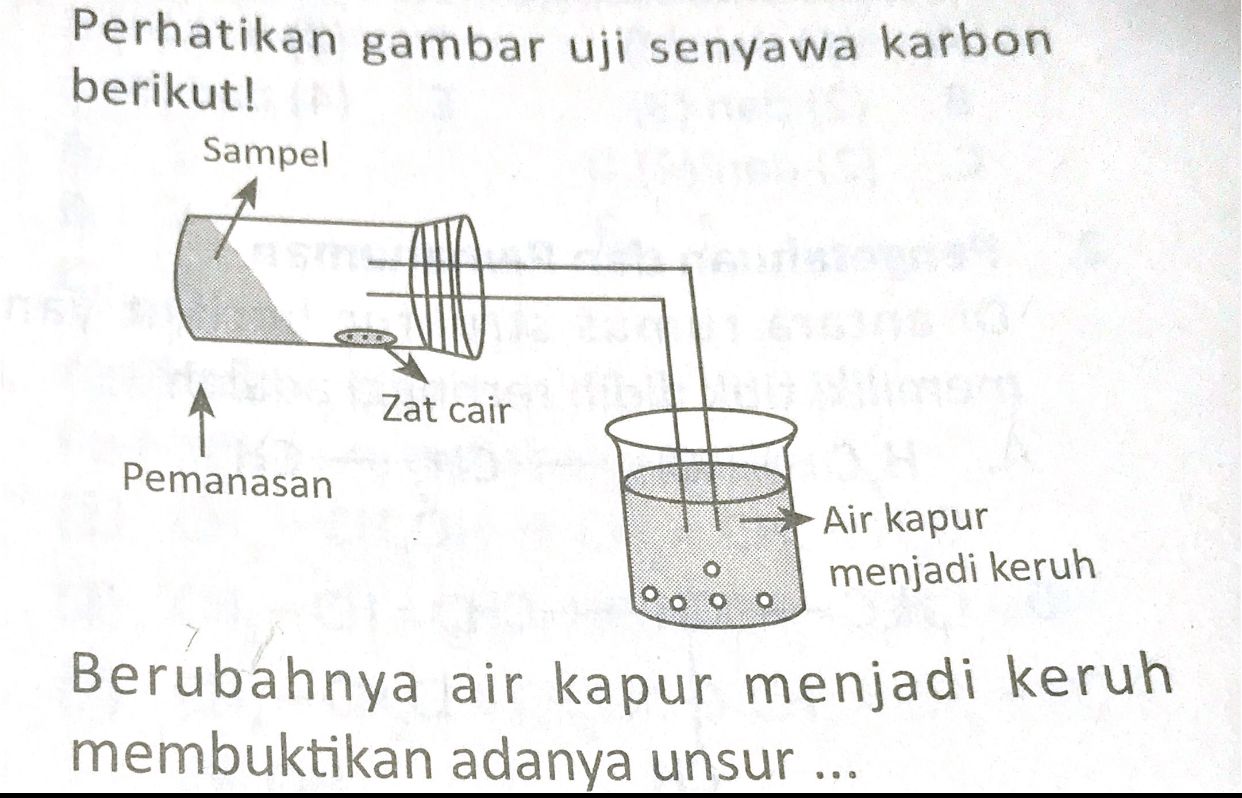 Perhatikan gambar uji senyawa karbon
berikut!
Sampel
Zat cair
Pemanasan
Air kapur
menjadi keruh
Berubahnya air kapur menjadi keruh
membuktikan adanya unsur ...